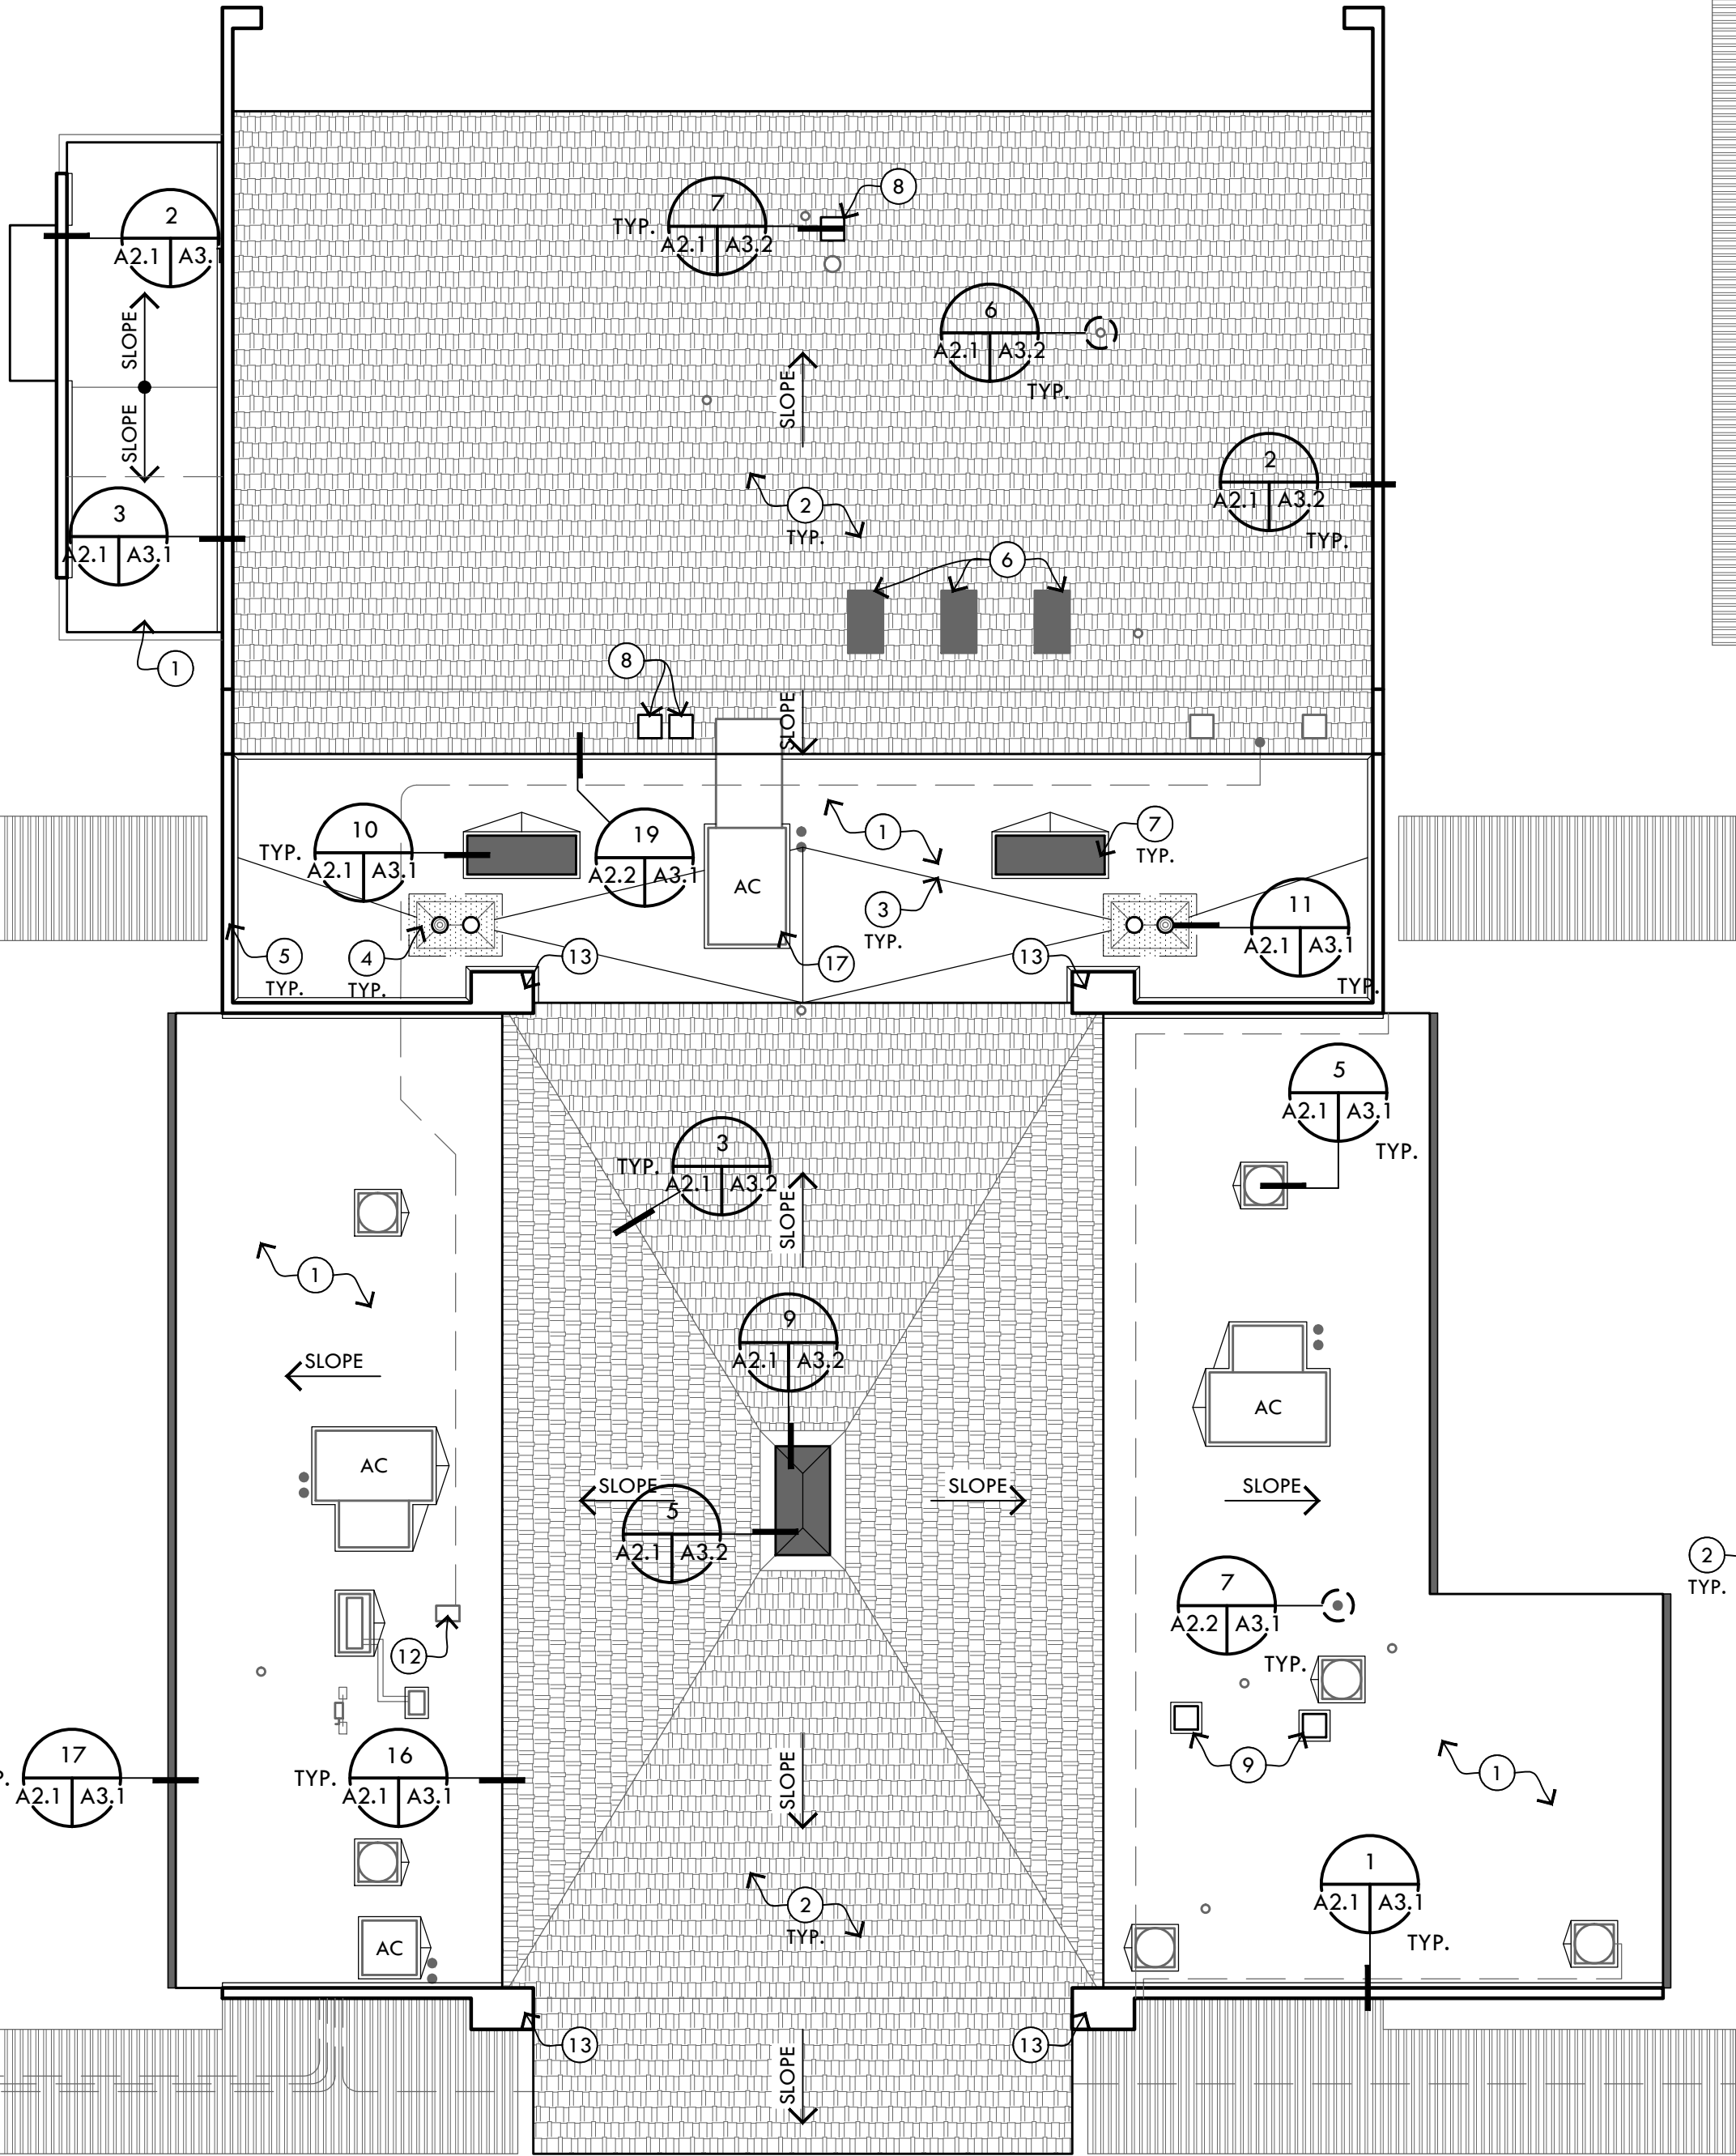 2
A2.1 A3.1
SLOPE
SLOPE
3
A2.1 A3.1
1
TYP.
7
A2.1 A3.2
8
6
A2.1 A3.2
TYP.
SLOPE
2
TYP.
2
A2.1 A3.2
TYP.
6
8
SLOPE
TYP.
10
A2.1 A3.1
19
A2.2 A3.1
AC
1
3
TYP.
7
TYP.
11
A2.1 A3.1
TYP.
5
TYP.
4
TYP.
13
17
13
5
A2.1 A3.1
TYP.
TYP.
3
A2.1 A3.2
SLOPE
1
SLOPE
9
A2.1 A3.2
AC
AC
SLOPE
5
A2.1 A3.2
SLOPE
SLOPE
2
TYP.
7
A2.2 A3.1
TYP.
12
9
1
17
A2.1 A3.1
TYP.
16
A2.1 A3.1
SLOPE
2
TYP.
1
A2.1 A3.1
TYP.
AC
13
13
SLOPE